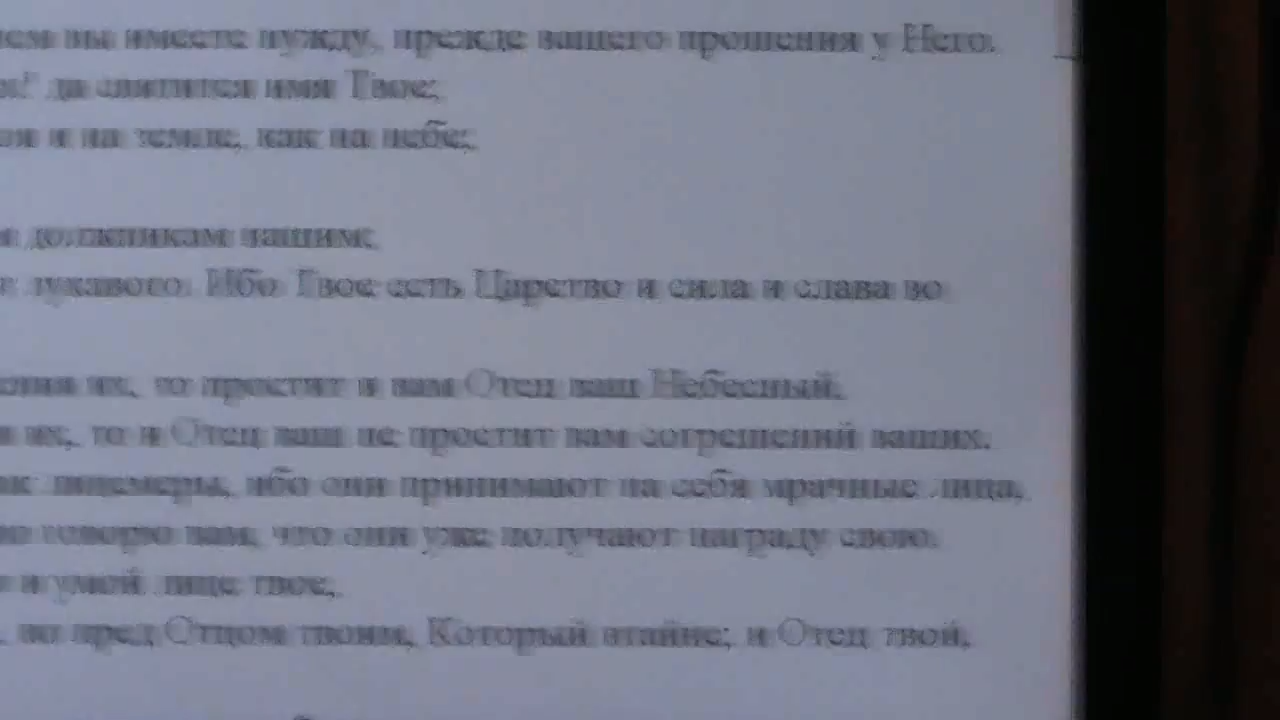 чем вы имеете нужду, прежде вашего прошения у Него.
да святится имя Твое;
и на земле, как на небе;
должникам нашим;
лукавого. Ибо Твое есть Царство и сила и слава во
их, то простит и вам Отец ваш Небесный,
их, то и Отец ваш не простит вам согрешений ваших.
лицемеры, ибо они принимают на себя мрачные лица,
говорю вам, что они уже получают награду свою.
и умой лице твое,
но пред Отцом твоим, Который втайне; и Отец твой,